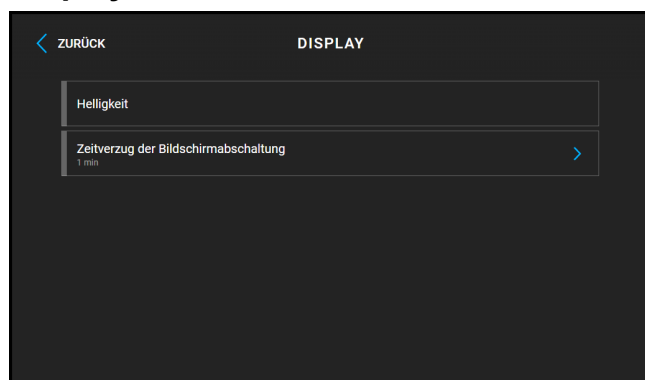 ZURÜCK DISPLAY
Helligkeit
Zeitverzug der Bildschirmabschaltung
1 min